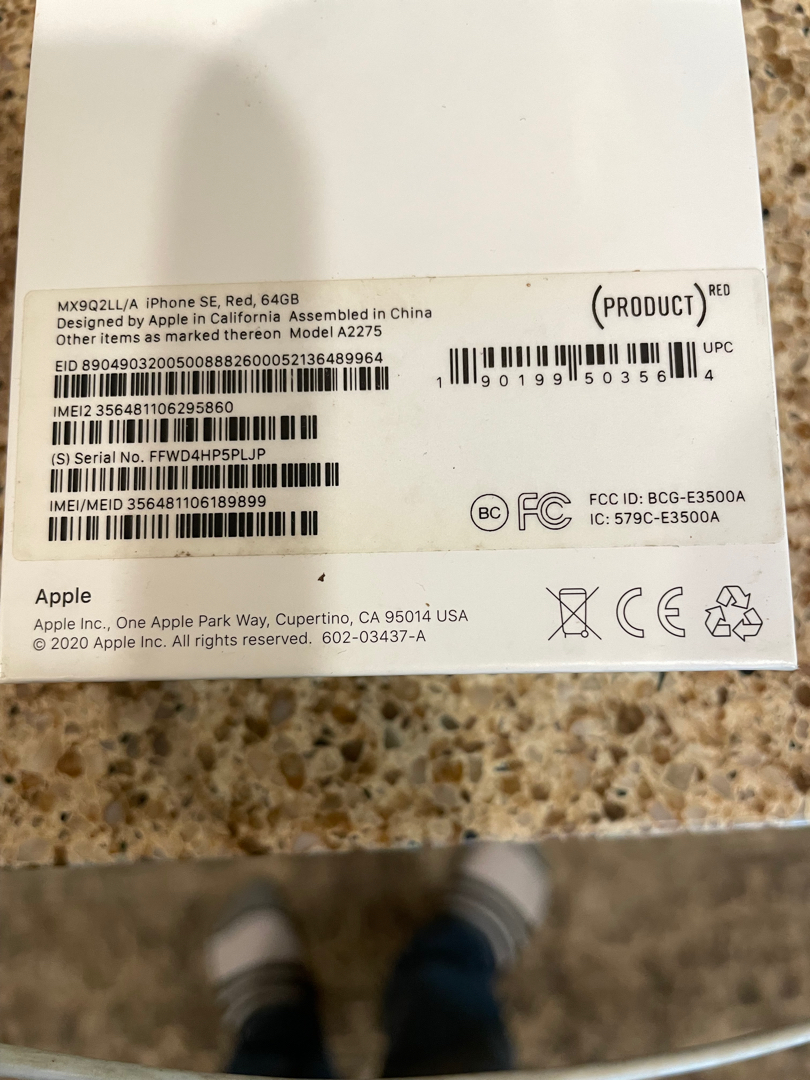 MX9Q2LL/A iPhone SE, Red, 64GB
Designed by Apple in California Assembled in China
Other items as marked thereon Model A2275
(PRODUCT)RED
EID 89049032005008882600052136489964
UPC
1 90199 50356 4
IMEI2 356481106295860
(S) Serial No. FFWD4HP5PLJP
IMEI/MEID 356481106189899
BC FC
FCC ID: BCG-E3500A
IC: 579C-E3500A
Apple
Apple Inc., One Apple Park Way, Cupertino, CA 95014 USA
© 2020 Apple Inc. All rights reserved. 602-03437-A
CE